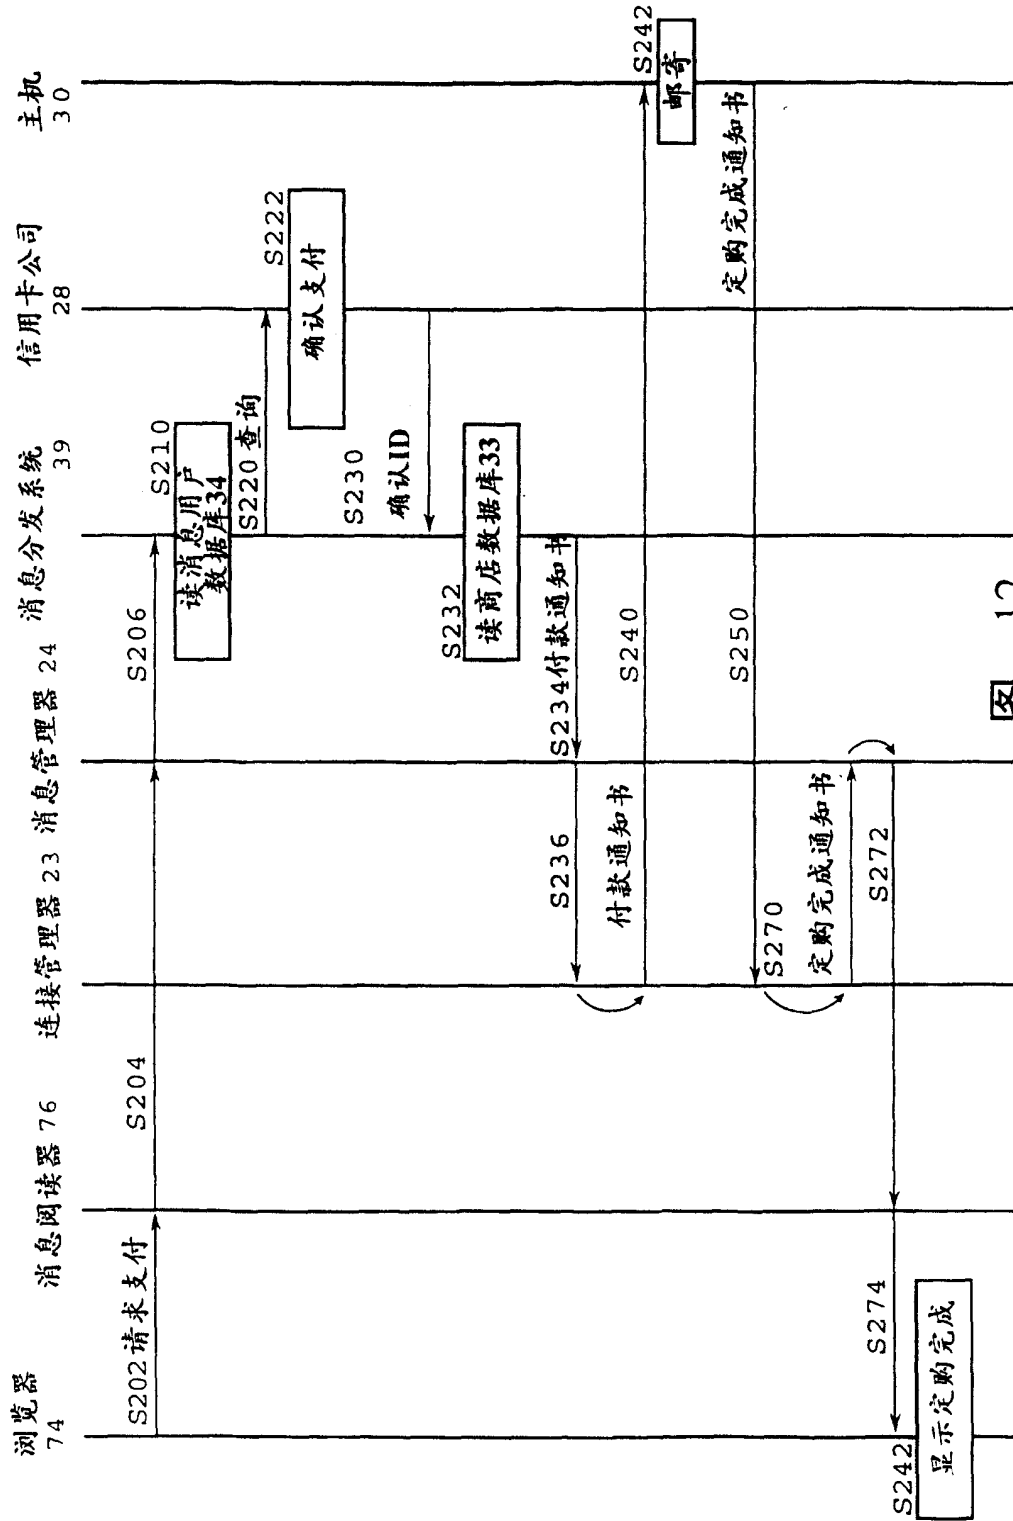 浏览器
74
消息阅读器 76
连接管理器 23
消息管理器 24
消息分发系统
39
信用卡公司
28
主机
30
S202请求支付
S204
S206
S210
读消息用户
数据库34
S220查询
S222
确认支付
S230
确认ID
S232
读商店数据库33
S234付款通知书
S236
付款通知书
S240
S242
邮寄
S250
定购完成通知书
S270
定购完成通知书
S272
S274
S242
显示定购完成
图 12